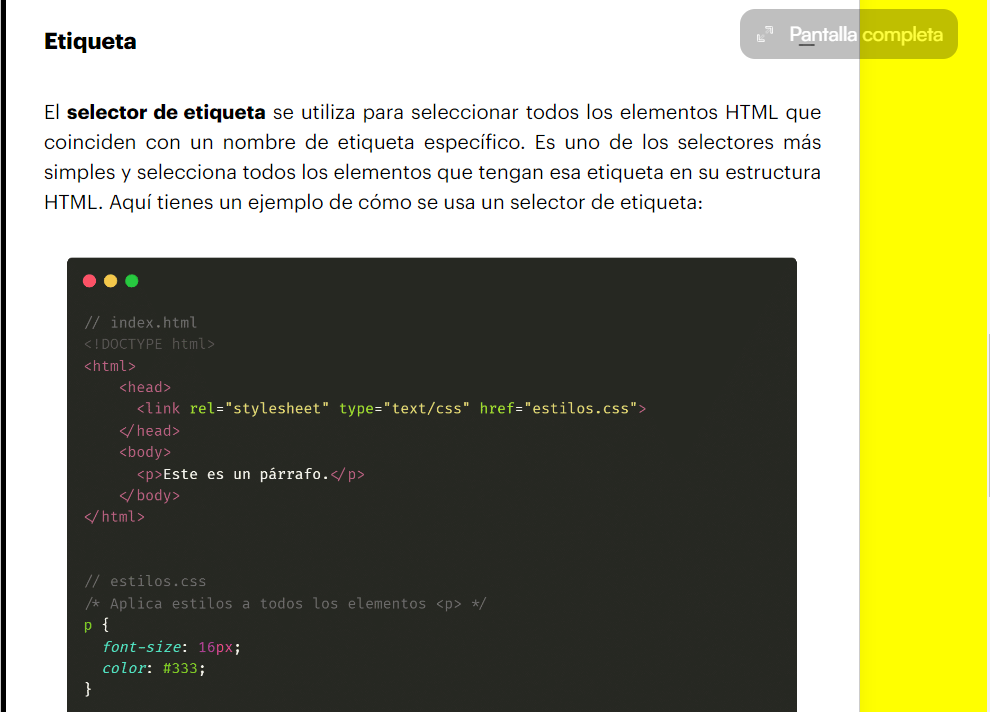 Etiqueta
Pantalla completa
El selector de etiqueta se utiliza para seleccionar todos los elementos HTML que
coinciden con un nombre de etiqueta específico. Es uno de los selectores más
simples y selecciona todos los elementos que tengan esa etiqueta en su estructura
HTML. Aquí tienes un ejemplo de cómo se usa un selector de etiqueta:
// index.html
<!DOCTYPE html>
<html>
    <head>
      <link rel="stylesheet" type="text/css" href="estilos.css">
    </head>
    <body>
      <p>Este es un párrafo.</p>
    </body>
</html>
// estilos.css
/* Aplica estilos a todos los elementos <p> */
p {
  font-size: 16px;
  color: #333;
}